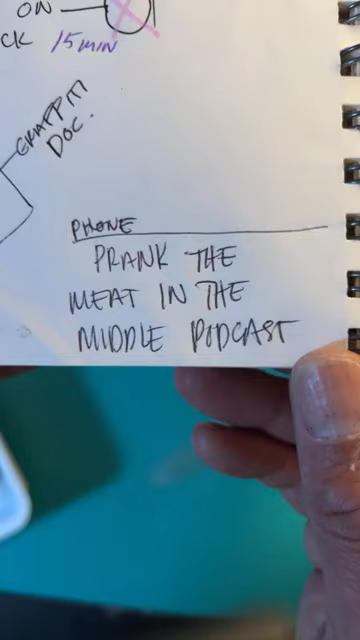 ON
CK 15 MIN
GRAFFITI
DOC.
PHONE
PRANK THE
MEAT IN THE
MIDDLE PODCAST